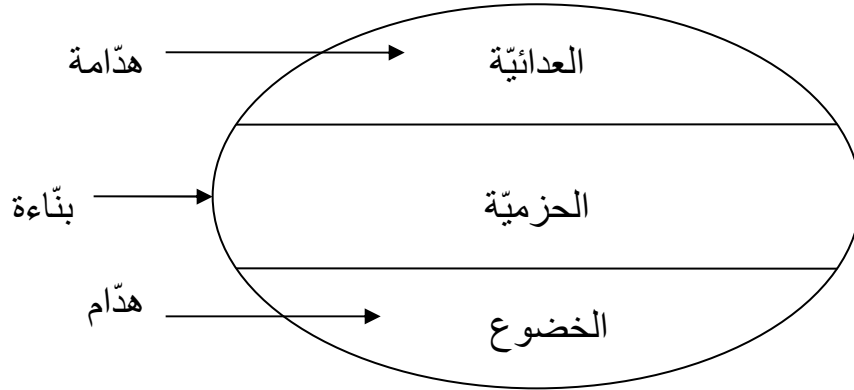 هدّامة
العدائيّة
بنّاءة
الحزميّة
هدّام
الخضوع